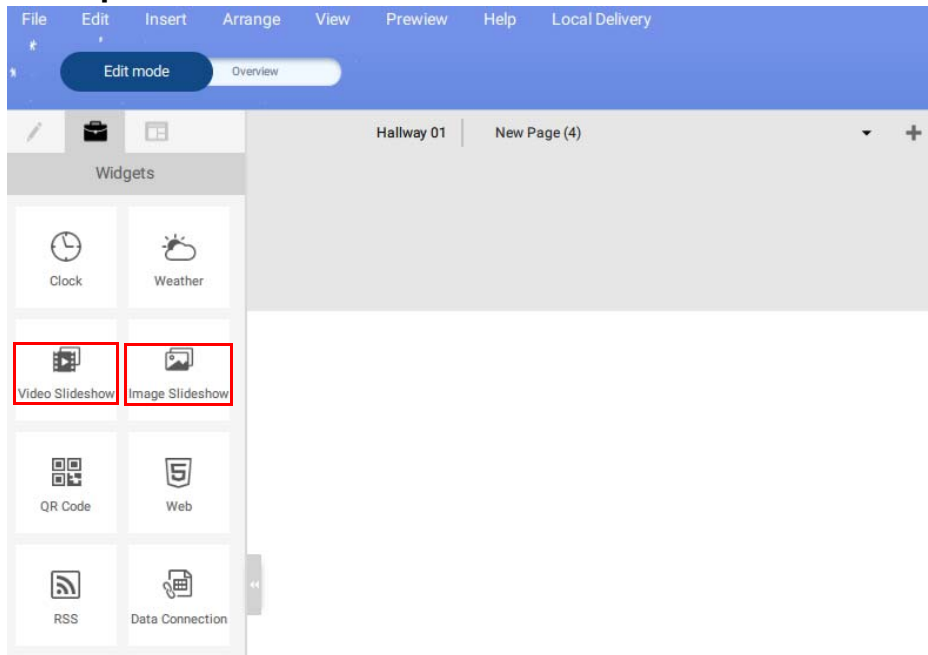 File Edit Insert Arrange View Prewiew Help Local Delivery
Edit mode Overview
Hallway 01 New Page (4)
Widgets
Clock Weather
Video Slideshow Image Slideshow
QR Code Web
RSS Data Connection